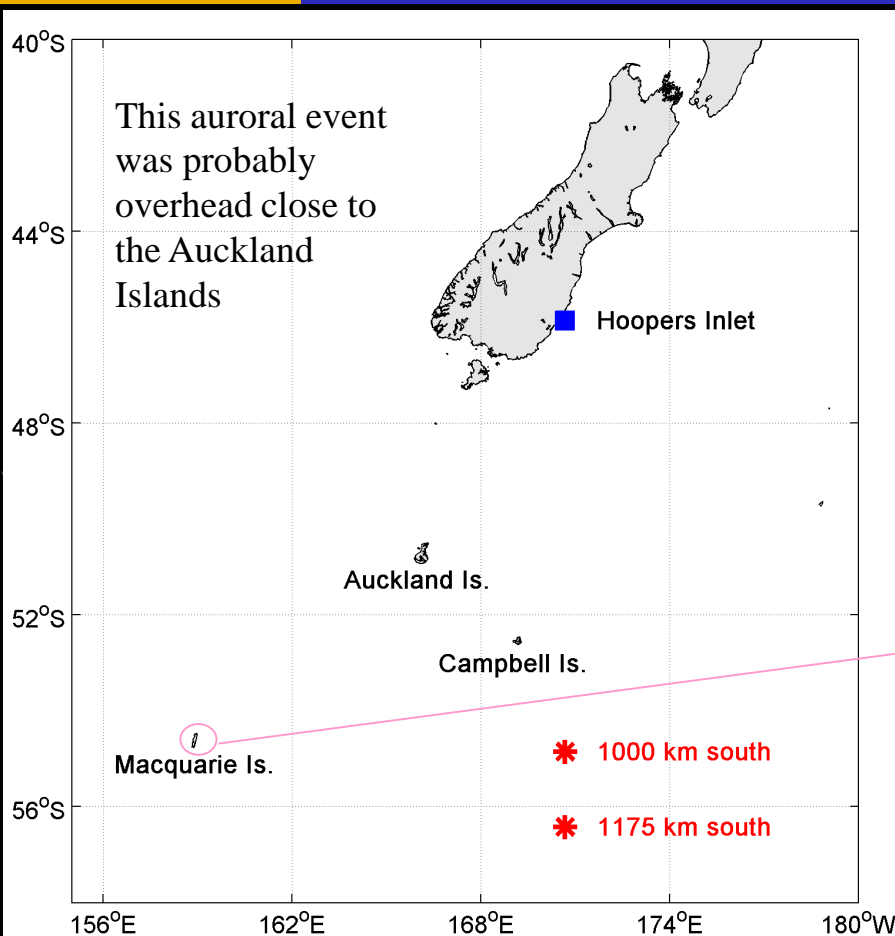 40°S
This auroral event
was probably
overhead close to
the Auckland
Islands
44°S
Hoopers Inlet
48°S
Auckland Is.
52°S
Campbell Is.
1000 km south
Macquarie Is.
56°S
1175 km south
156°E 162°E 168°E 174°E 180°W